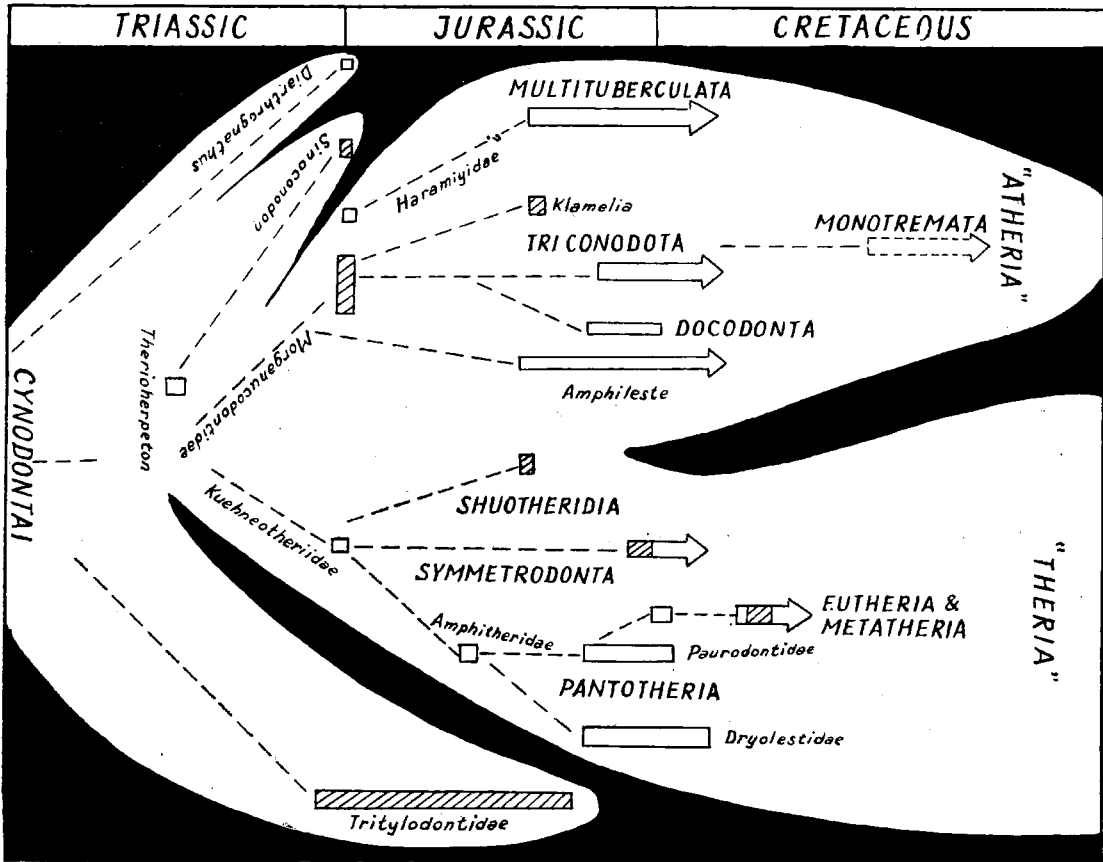 TRIASSIC
JURASSIC
CRETACEOUS
Diarthrognathus
Sinoconodon
MULTITUBERCULATA
Haramiyidae
Klamelia
TRICONODOTA
MONOTREMATA
"ATHERIA"
DOCODONTA
Amphileste
Therioherpeton
Morganucodontidae
CYNODONTAI
SHUOTHERIDIA
Kuehneotheriidae
SYMMETRODONTA
"THERIA"
EUTHERIA &
METATHERIA
Amphitheridae
Paurodontidae
PANTOTHERIA
Dryolestidae
Tritylodontidae